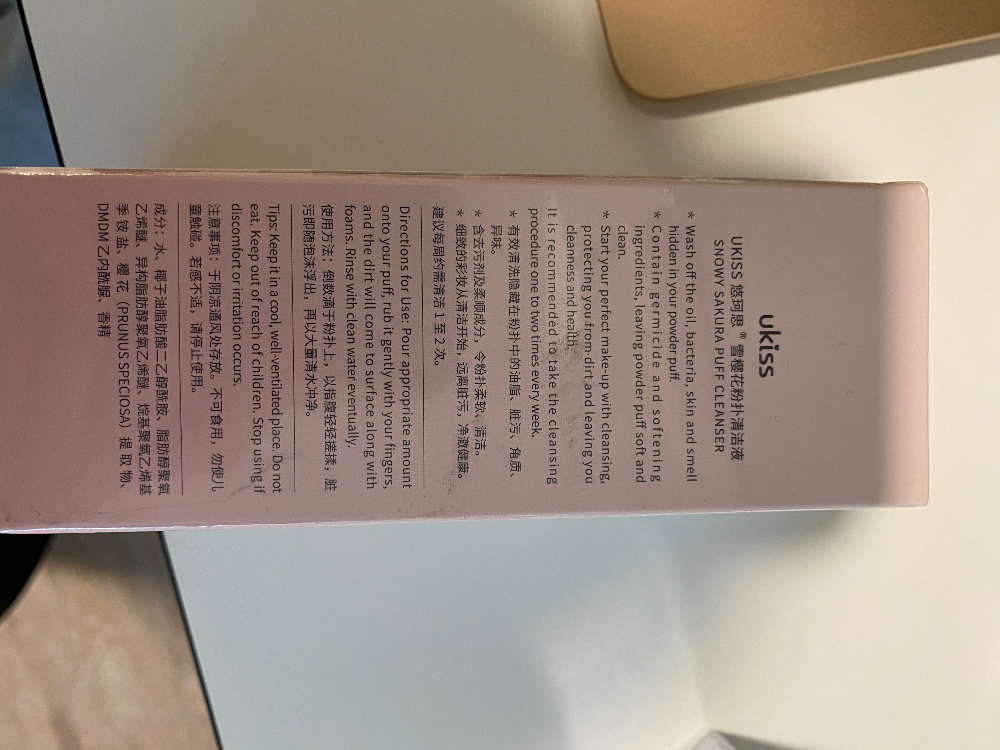 ukiss
UKISS 悠珂思® 雪樱花粉扑清洁液
SNOWY SAKURA PUFF CLEANSER
* Wash off the oil, bacteria, skin and smell
hidden in your powder puff.
* Contain germicide and softening
ingredients, leaving powder puff soft and
clean.
* Start your perfect make-up with cleansing,
protecting you from dirt and leaving you
cleanness and health.
It is recommended to take the cleansing
procedure one to two times every week.
* 有效清洗隐藏在粉扑中的油脂、脏污、角质、
异味。
* 含去污剂及柔顺成分，令粉扑柔软、清洁。
* 细致的彩妆从清洁开始，远离脏污，净澈健康。
建议每周约需清洁 1 至 2 次。
Directions for Use: Pour appropriate amount
onto your puff, rub it gently with your fingers,
and the dirt will come to surface along with
foams. Rinse with clean water eventually.
使用方法：倒数滴于粉扑上，以指腹轻轻搓揉，脏
污即随泡沫浮出，再以大量清水冲净。
Tips: Keep it in a cool, well-ventilated place. Do not
eat. Keep out of reach of children. Stop using if
discomfort or irritation occurs.
注意事项：于阴凉通风处存放。不可食用，勿使儿
童触碰。若感不适，请停止使用。
成分：水、椰子油脂肪酸二乙醇酰胺、脂肪醇聚氧
乙烯醚、异构脂肪醇聚氧乙烯醚、烷基聚氧乙烯基
季铵盐、樱花（PRUNUS SPECIOSA）提取物、
DMDM 乙内酰脲、香精